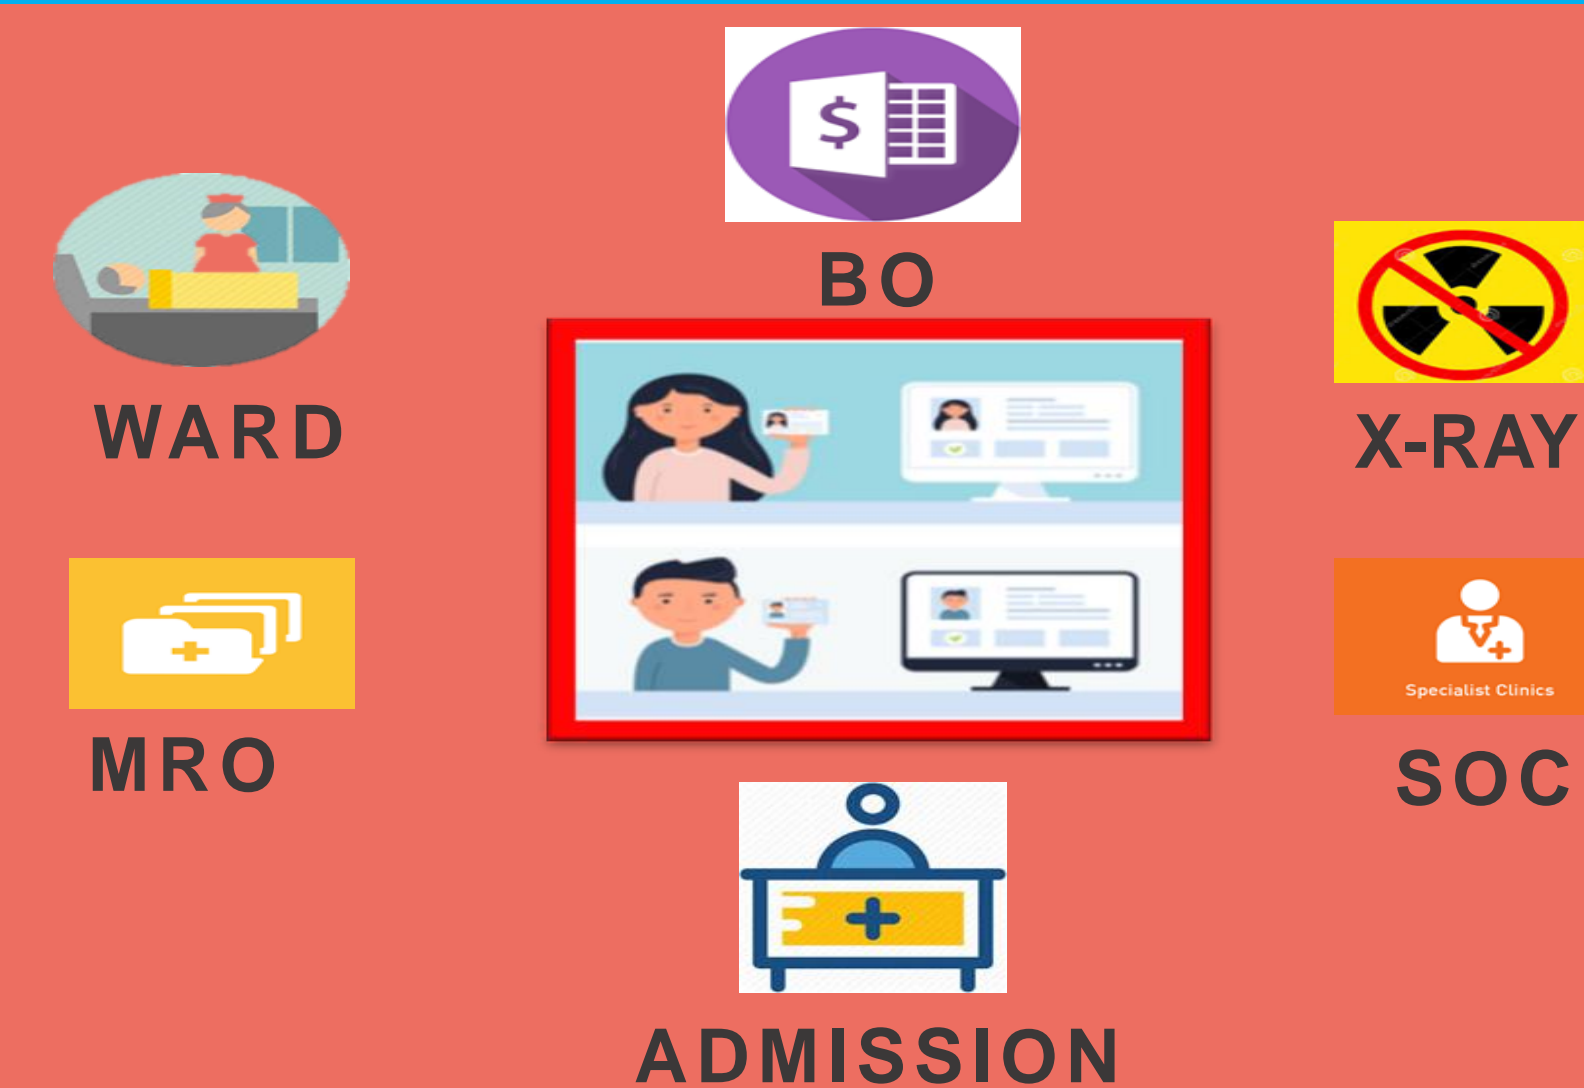 $
BO
WARD
X-RAY
MRO
Specialist Clinics
SOC
ADMISSION